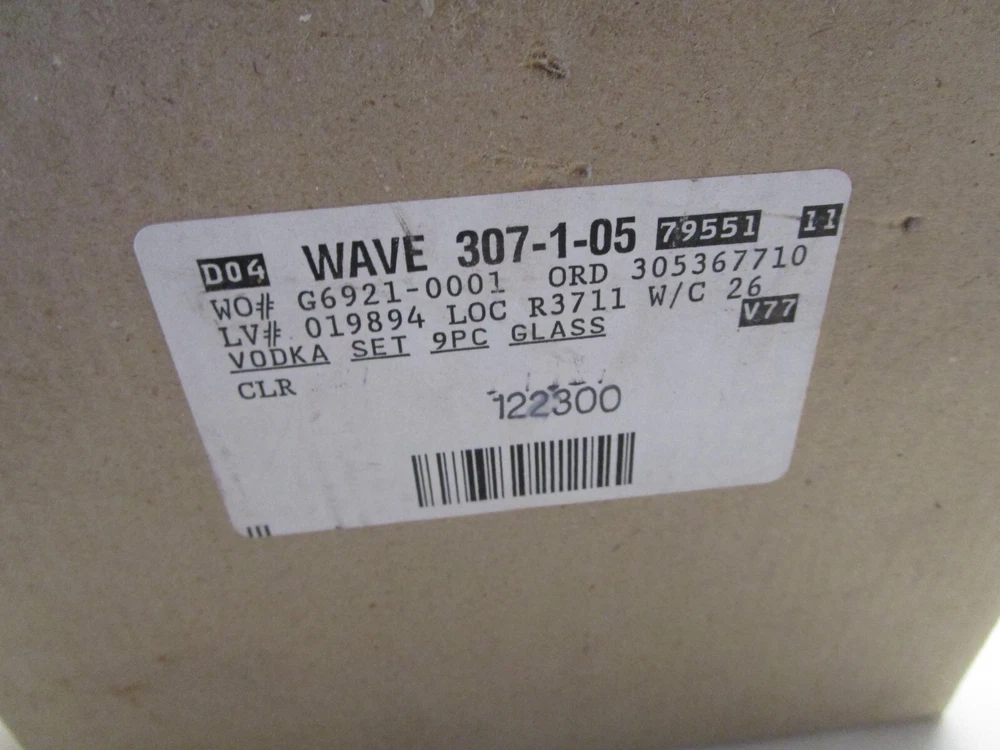 D04 WAVE 307-1-05 79551 11
WO# G6921-0001 ORD 305367710
LV# 019894 LOC R3711 W/C 26
VODKA SET 9PC GLASS V77
CLR
122300